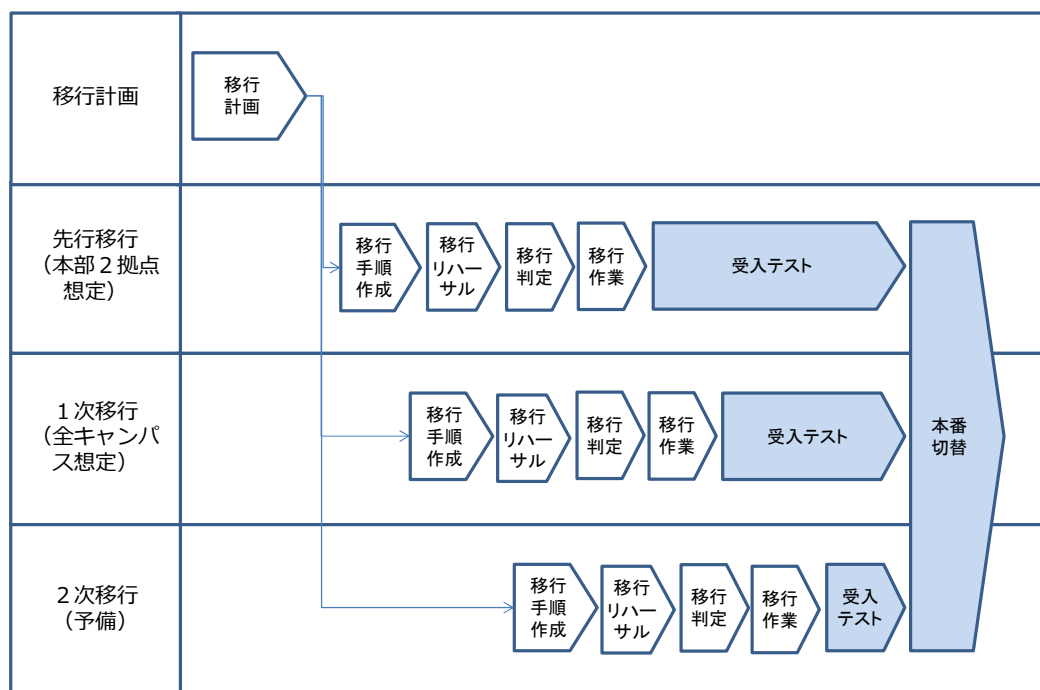 移行計画
移行
計画
先行移行
（本部２拠点
想定）
移行
手順
作成
移行
リハー
サル
移行
判定
移行
作業
受入テスト
１次移行
（全キャンパ
ス想定）
移行
手順
作成
移行
リハー
サル
移行
判定
移行
作業
受入テスト
本番
切替
２次移行
（予備）
移行
手順
作成
移行
リハー
サル
移行
判定
移行
作業
受入
テスト